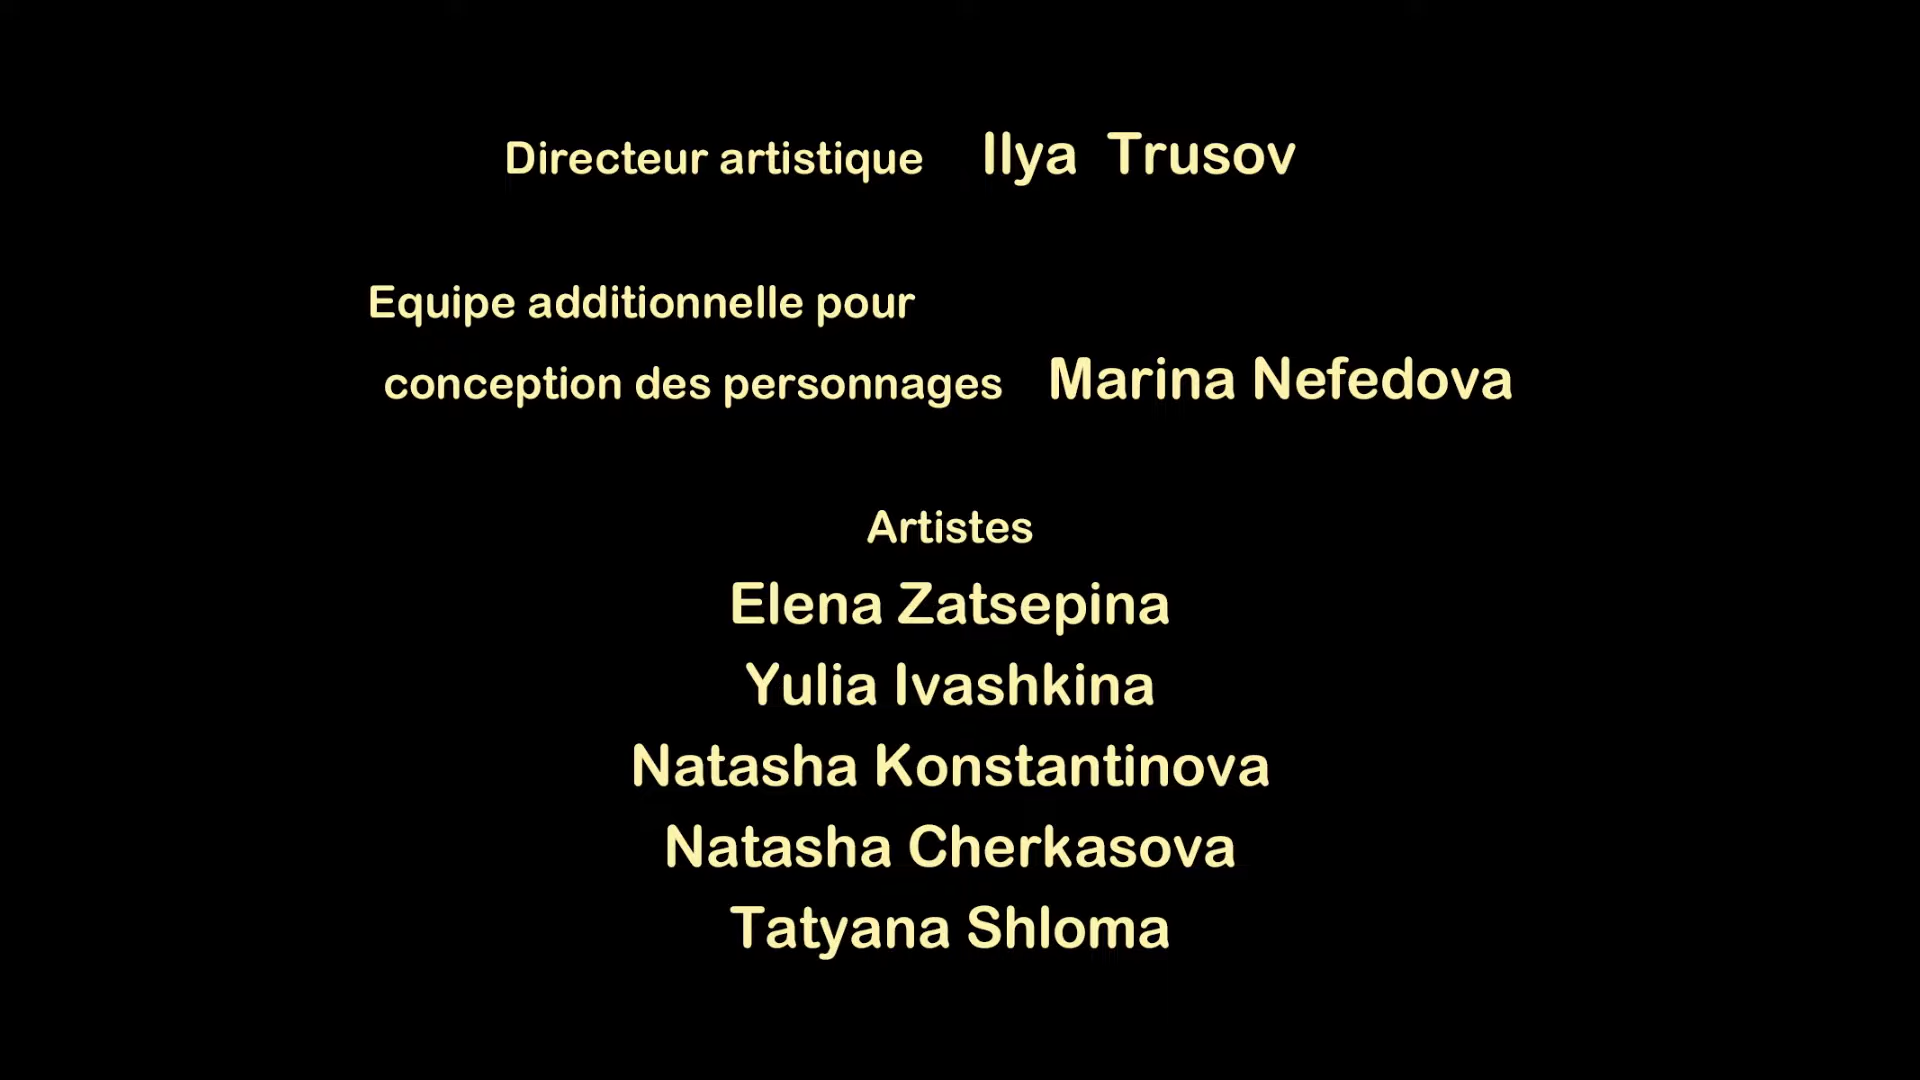 Directeur artistique Ilya Trusov
Equipe additionnelle pour
conception des personnages Marina Nefedova
Artistes
Elena Zatsepina
Yulia Ivashkina
Natasha Konstantinova
Natasha Cherkasova
Tatyana Shloma